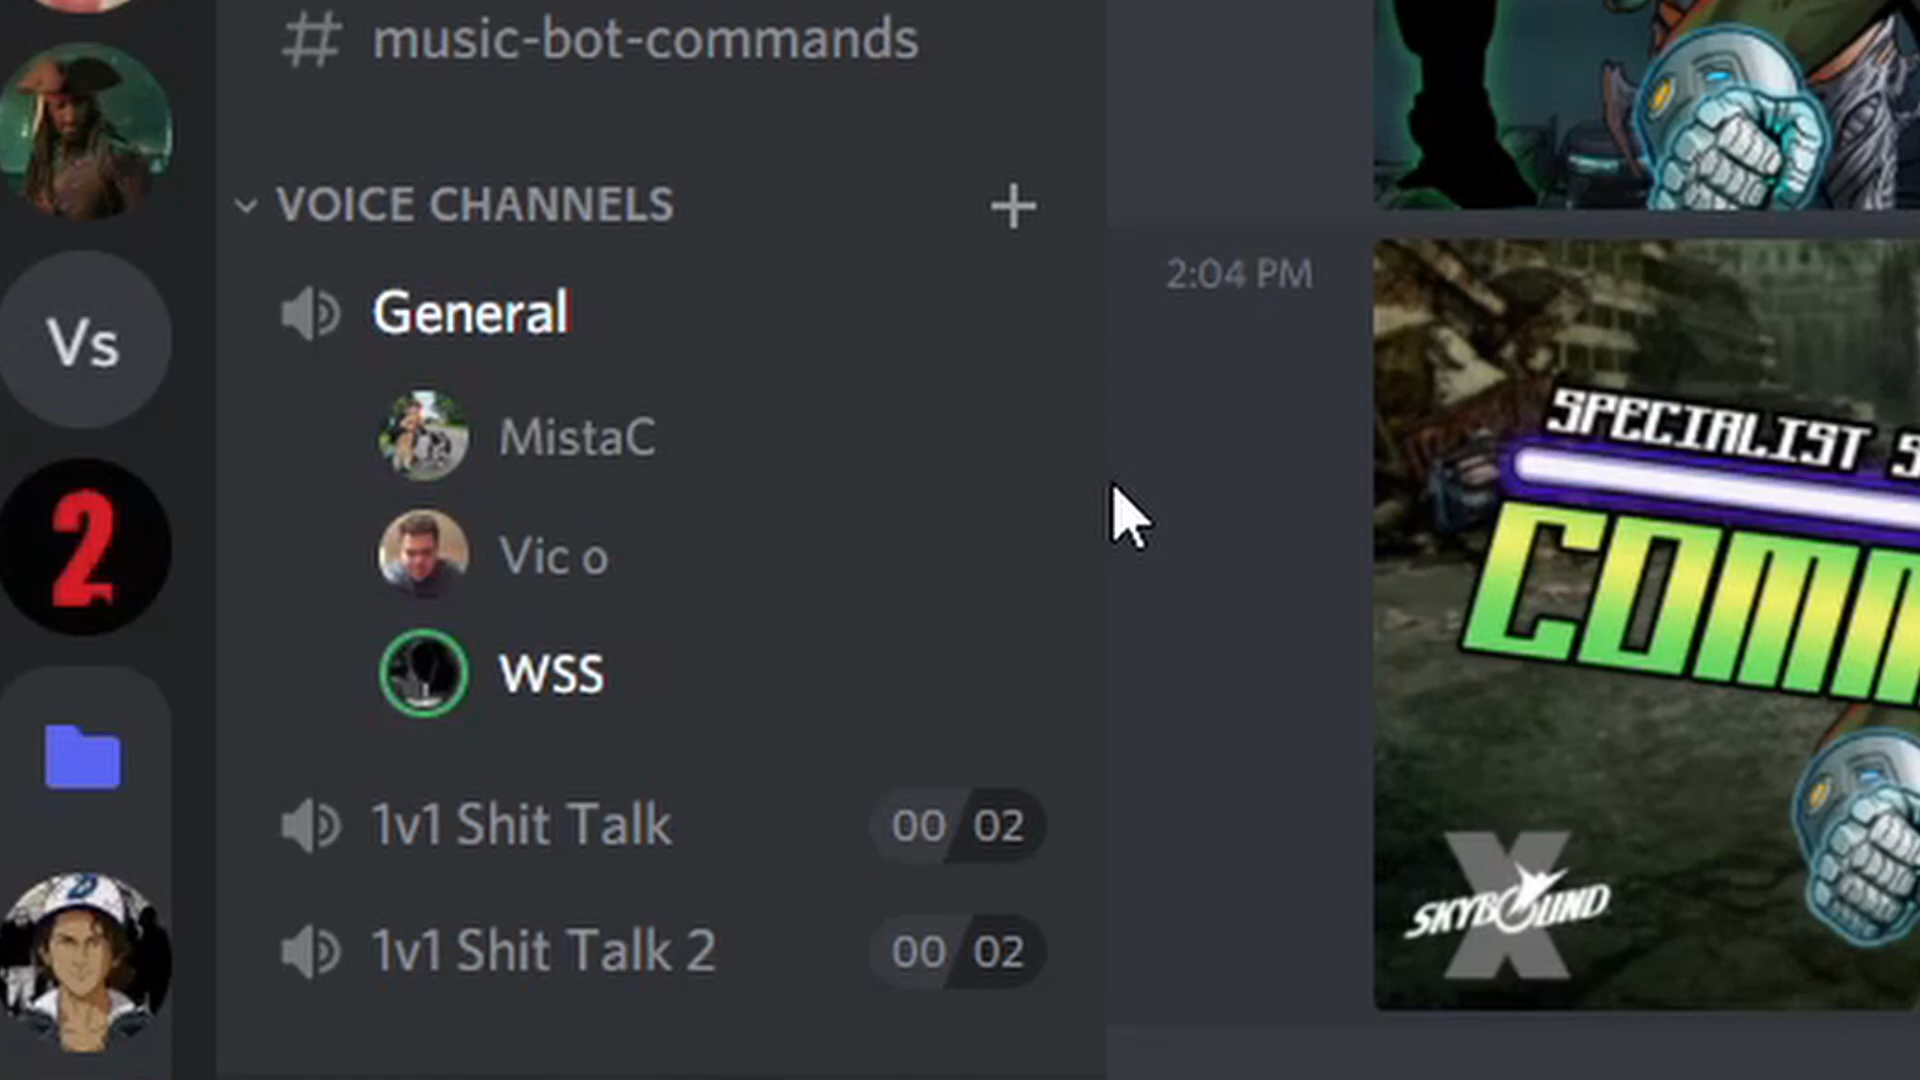 music-bot-commands
VOICE CHANNELS
General
MistaC
Vic o
WSS
1v1 Shit Talk 00 02
1v1 Shit Talk 2 00 02
Vs
2
2:04 PM
SPECIALIST S
COMM
SKYBOUND
X